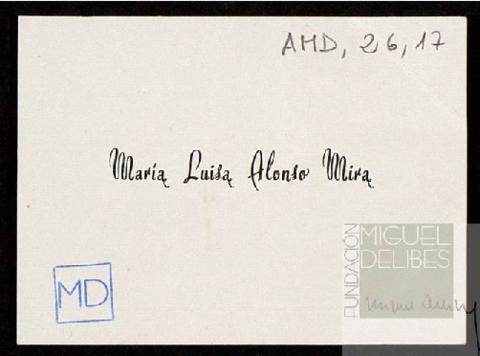 AMD, 26, 17
María Luisa Alonso Mira
MD
FUNDACIÓN
MIGUEL
DELIBES